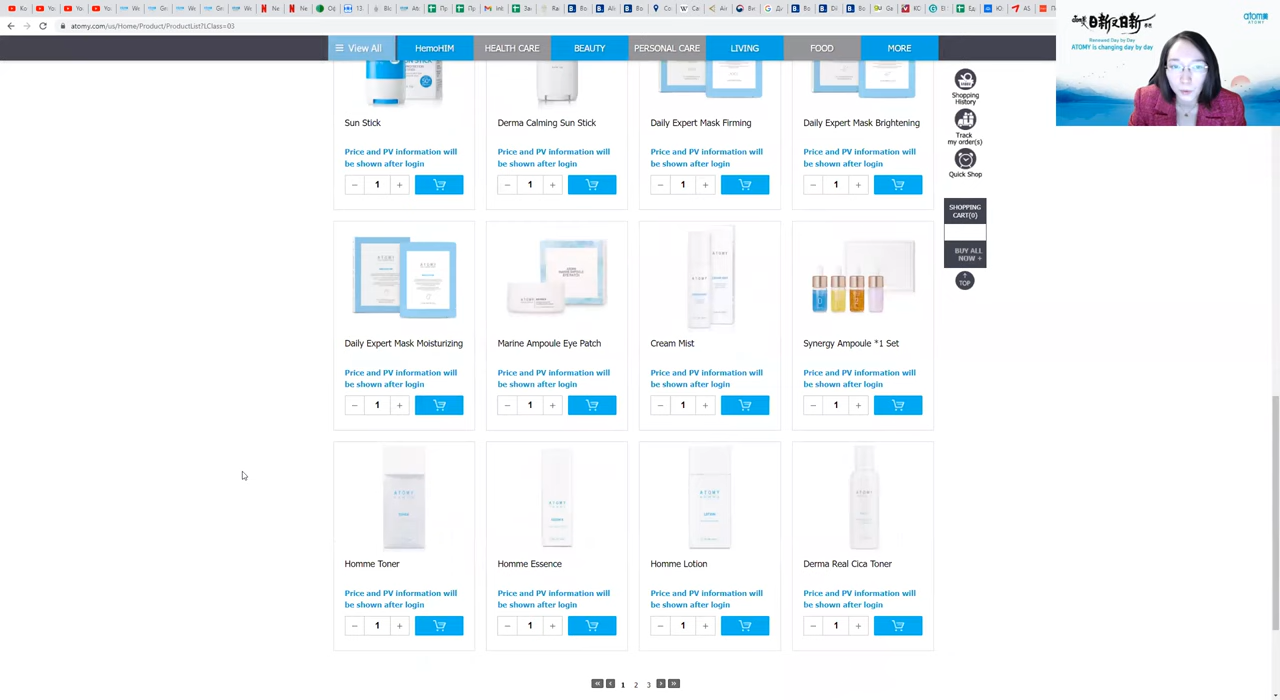 atomy.com/us/Home/Product/ProductList?LClass=03
View All
HemoHIM
HEALTH CARE
BEAUTY
PERSONAL CARE
LIVING
FOOD
MORE
Renewed Day by Day
ATOMY is changing day by day
ATOMY
Shopping
History
Track
my order(s)
Quick Shop
SHOPPING
CART(0)
BUY ALL
NOW +
TOP
Sun Stick
Price and PV information will
be shown after login
1
Derma Calming Sun Stick
Price and PV information will
be shown after login
1
Daily Expert Mask Firming
Price and PV information will
be shown after login
1
Daily Expert Mask Brightening
Price and PV information will
be shown after login
1
Daily Expert Mask Moisturizing
Price and PV information will
be shown after login
1
Marine Ampoule Eye Patch
Price and PV information will
be shown after login
1
Cream Mist
Price and PV information will
be shown after login
1
Synergy Ampoule *1 Set
Price and PV information will
be shown after login
1
ATOMY
Homme Toner
Price and PV information will
be shown after login
1
Homme Essence
Price and PV information will
be shown after login
1
ATOMY
Homme Lotion
Price and PV information will
be shown after login
1
ATOMY
Derma Real Cica Toner
Price and PV information will
be shown after login
1
1 2 3